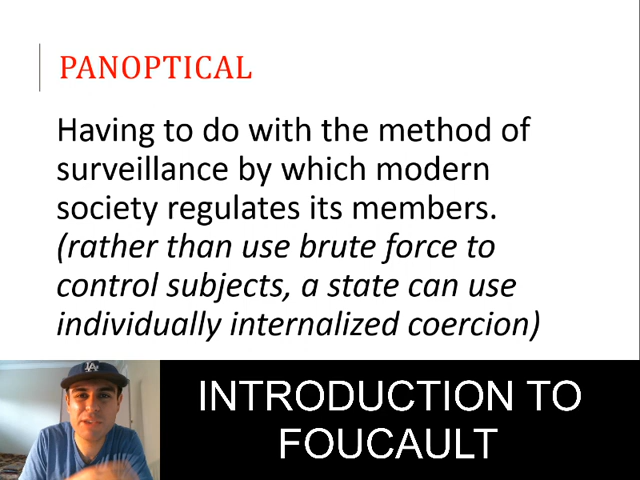 PANOPTICAL
Having to do with the method of
surveillance by which modern
society regulates its members.
(rather than use brute force to
control subjects, a state can use
individually internalized coercion)
LA
INTRODUCTION TO
FOUCAULT